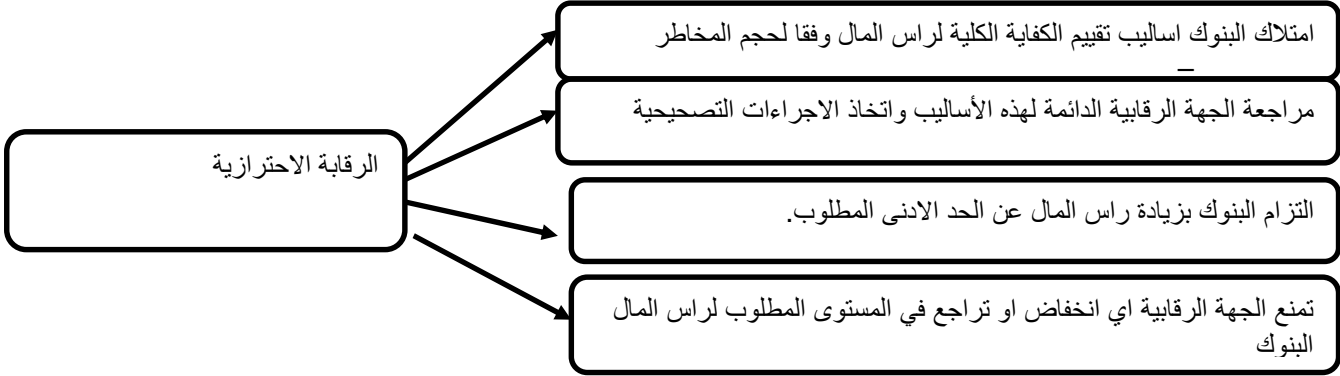 امتلاك البنوك اساليب تقييم الكفاية الكلية لراس المال وفقا لحجم المخاطر
_
مراجعة الجهة الرقابية الدائمة لهذه الأساليب واتخاذ الاجراءات التصحيحية
الرقابة الاحترازية
التزام البنوك بزيادة راس المال عن الحد الادنى المطلوب.
تمنع الجهة الرقابية اي انخفاض او تراجع في المستوى المطلوب لراس المال
البنوك